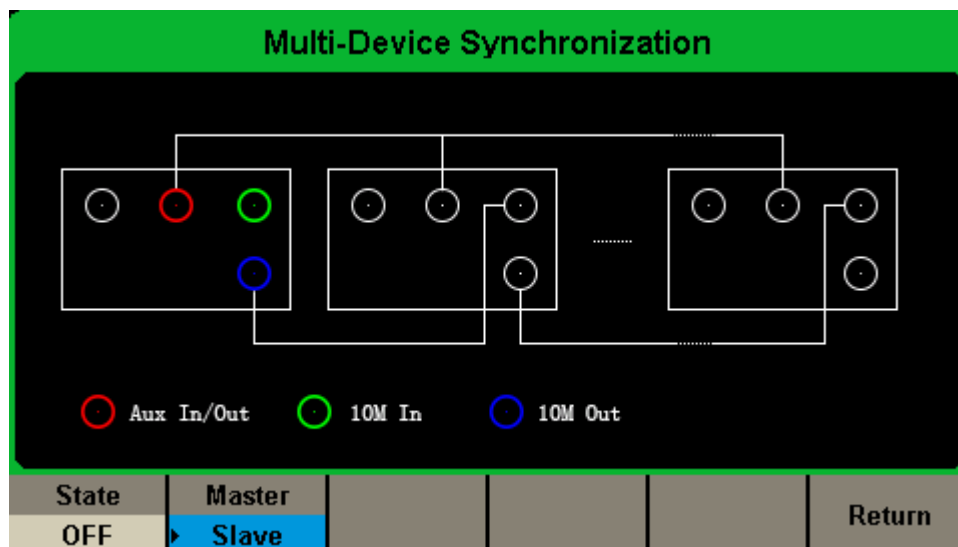 Multi-Device Synchronization
Aux In/Out 10M In 10M Out
State Master
Return
OFF Slave